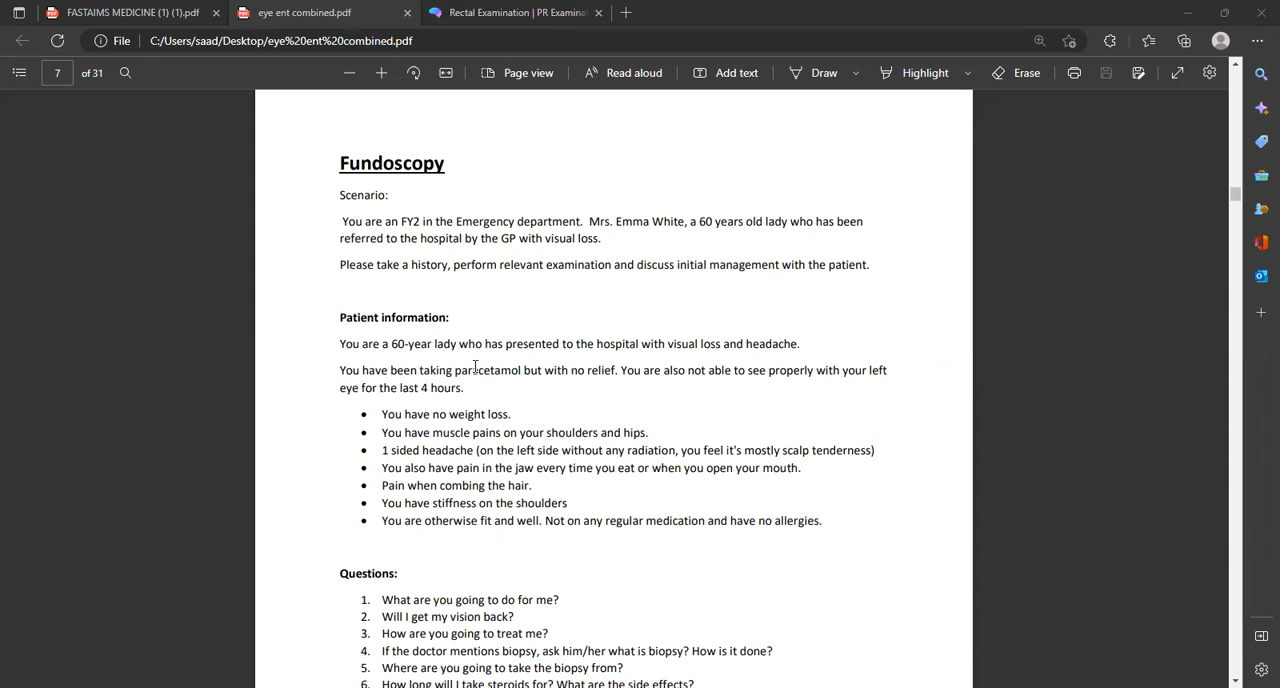 FASTAIMS MEDICINE (1) (1).pdf
eye ent combined.pdf
Rectal Examination | PR Examina
File
C:/Users/saad/Desktop/eye%20ent%20combined.pdf
7 of 31
Page view
Read aloud
Add text
Draw
Highlight
Erase
Fundoscopy
Scenario:
You are an FY2 in the Emergency department. Mrs. Emma White, a 60 years old lady who has been
referred to the hospital by the GP with visual loss.
Please take a history, perform relevant examination and discuss initial management with the patient.
Patient information:
You are a 60-year lady who has presented to the hospital with visual loss and headache.
You have been taking paracetamol but with no relief. You are also not able to see properly with your left
eye for the last 4 hours.
• You have no weight loss.
• You have muscle pains on your shoulders and hips.
• 1 sided headache (on the left side without any radiation, you feel it's mostly scalp tenderness)
• You also have pain in the jaw every time you eat or when you open your mouth.
• Pain when combing the hair.
• You have stiffness on the shoulders
• You are otherwise fit and well. Not on any regular medication and have no allergies.
Questions:
1. What are you going to do for me?
2. Will I get my vision back?
3. How are you going to treat me?
4. If the doctor mentions biopsy, ask him/her what is biopsy? How is it done?
5. Where are you going to take the biopsy from?
6. How long will I take steroids for? What are the side effects?